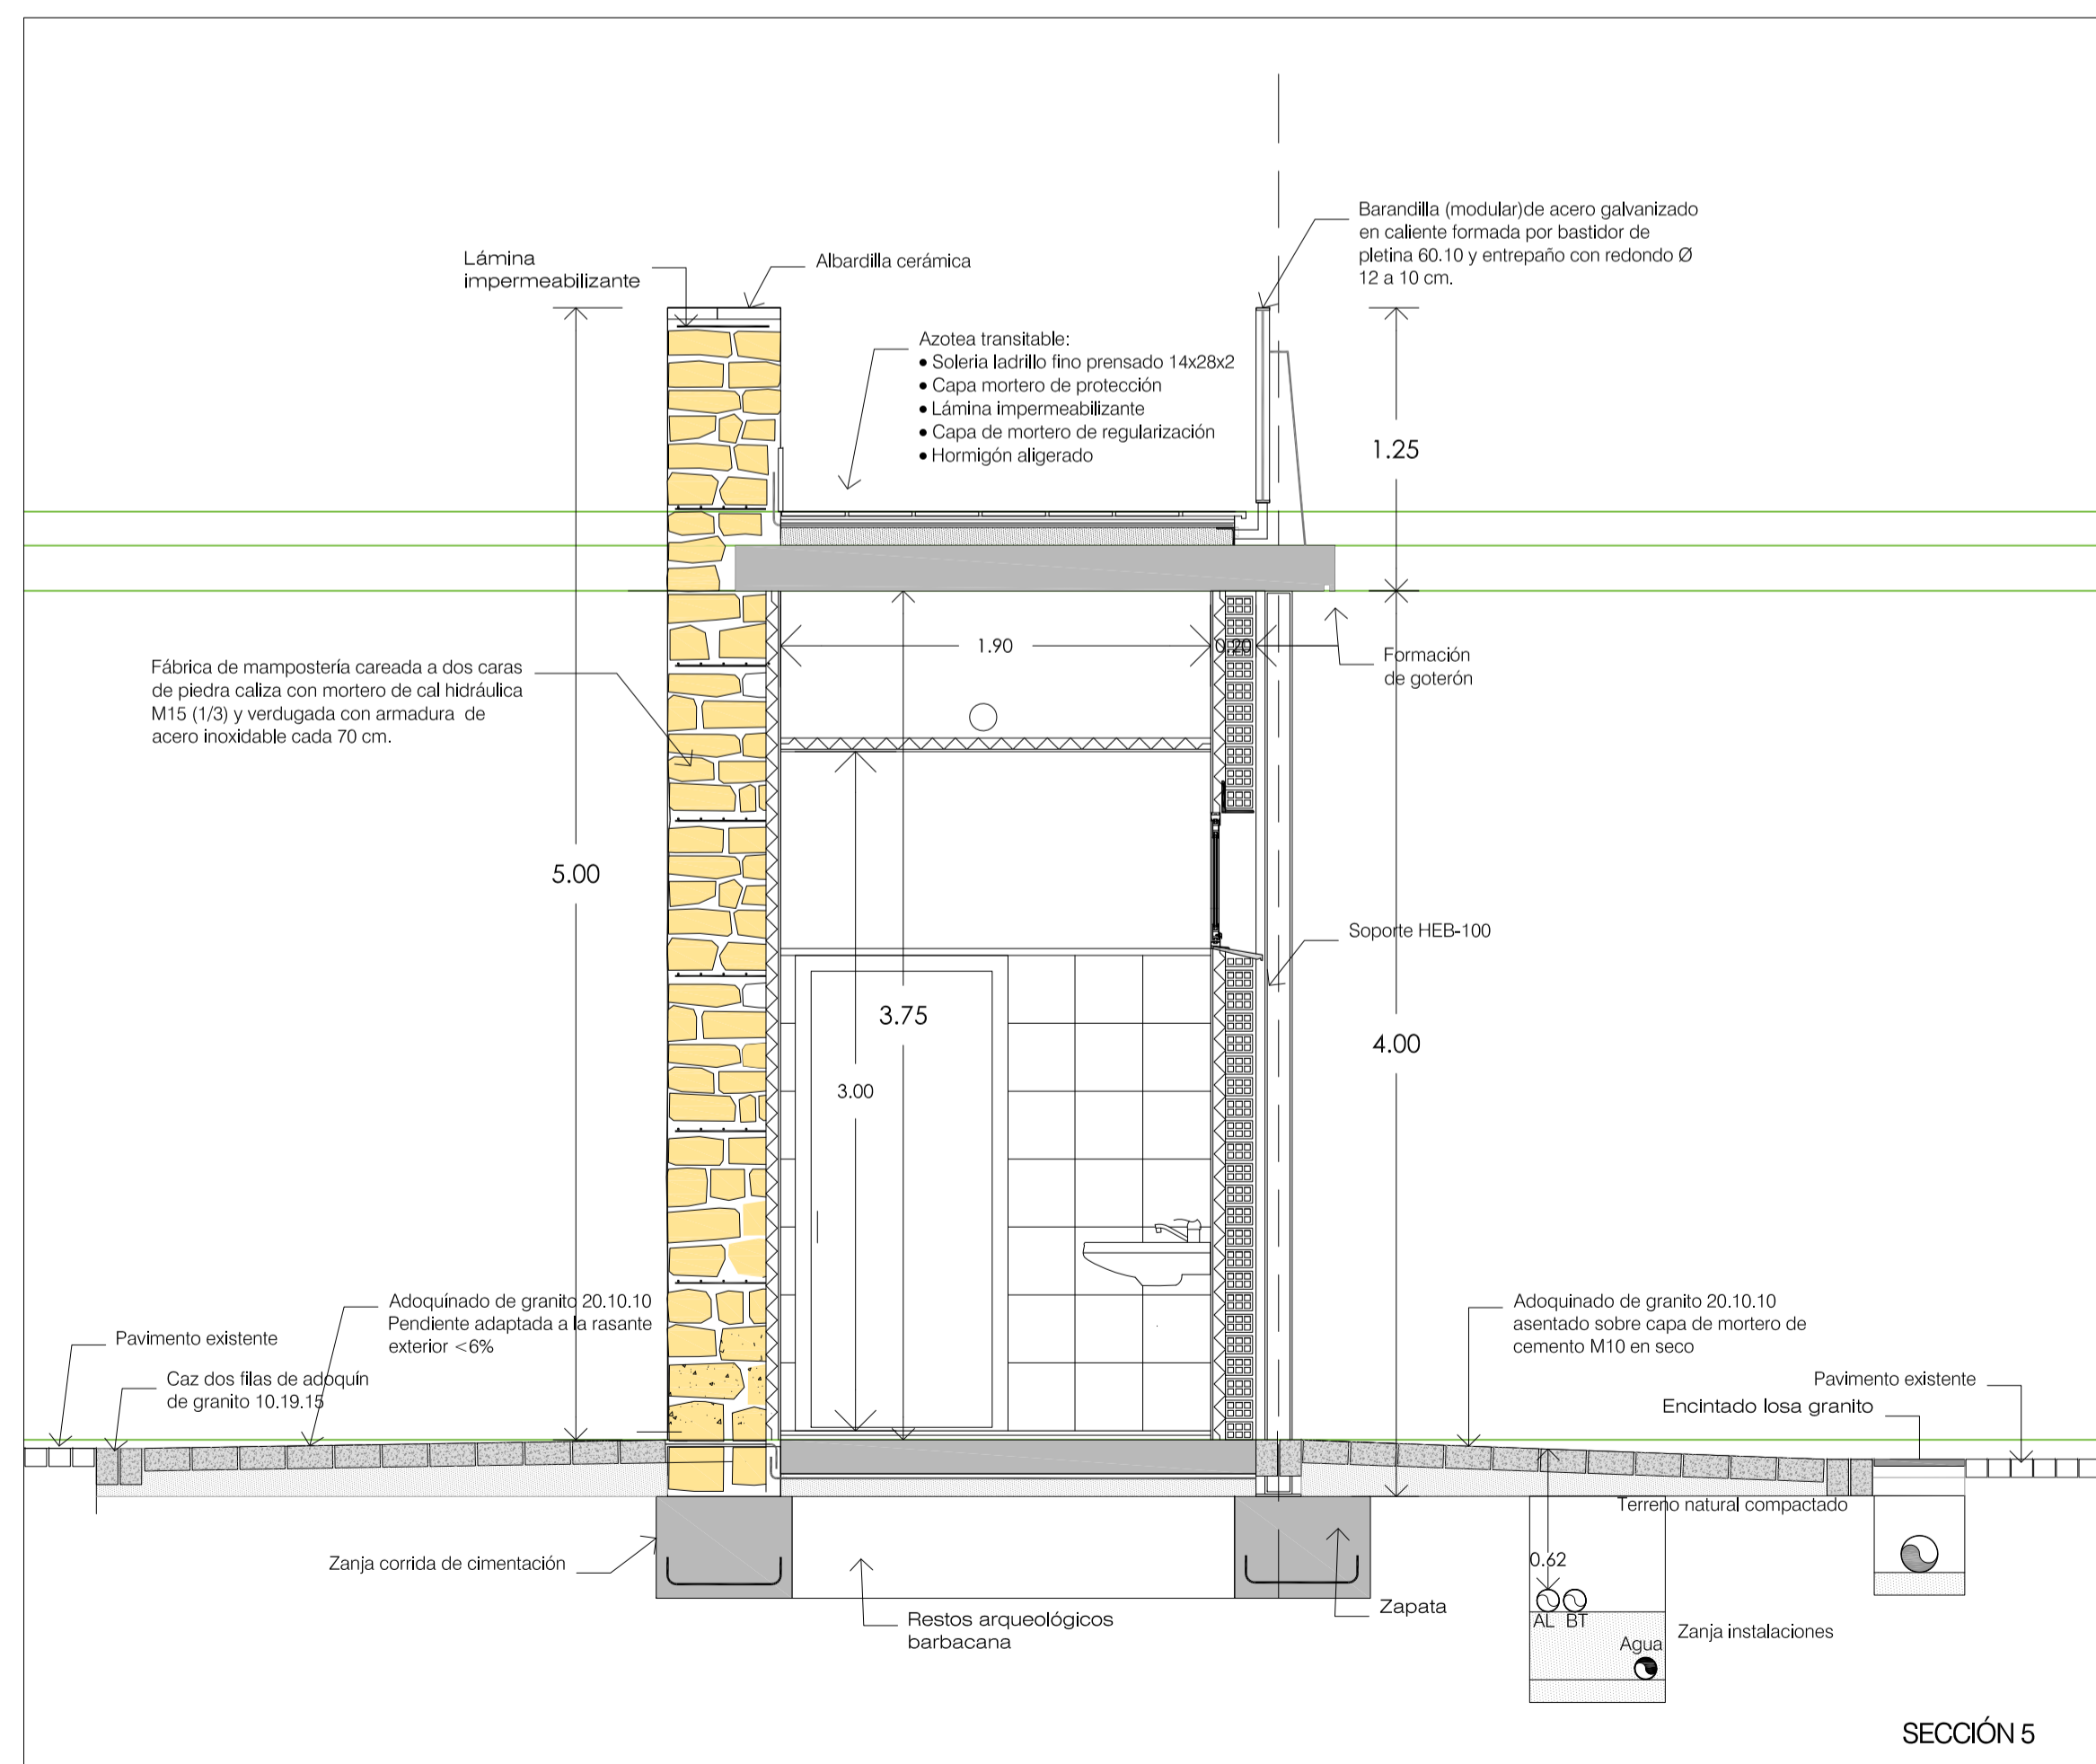 Lámina
impermeabilizante
Albardilla cerámica
Barandilla (modular)de acero galvanizado
en caliente formada por bastidor de
pletina 60.10 y entrepaño con redondo Ø
12 a 10 cm.
Azotea transitable:
• Soleria ladrillo fino prensado 14x28x2
• Capa mortero de protección
• Lámina impermeabilizante
• Capa de mortero de regularización
• Hormigón aligerado
1.25
1.90
0.20
Formación
de goterón
Fábrica de mampostería careada a dos caras
de piedra caliza con mortero de cal hidráulica
M15 (1/3) y verdugada con armadura de
acero inoxidable cada 70 cm.
5.00
Soporte HEB-100
3.75
4.00
3.00
Adoquinado de granito 20.10.10
Pendiente adaptada a la rasante
exterior <6%
Pavimento existente
Caz dos filas de adoquín
de granito 10.19.15
Adoquinado de granito 20.10.10
asentado sobre capa de mortero de
cemento M10 en seco
Pavimento existente
Encintado losa granito
Terreno natural compactado
Zanja corrida de cimentación
0.62
Restos arqueológicos
barbacana
Zapata
AL BT
Zanja instalaciones
Agua
SECCIÓN 5